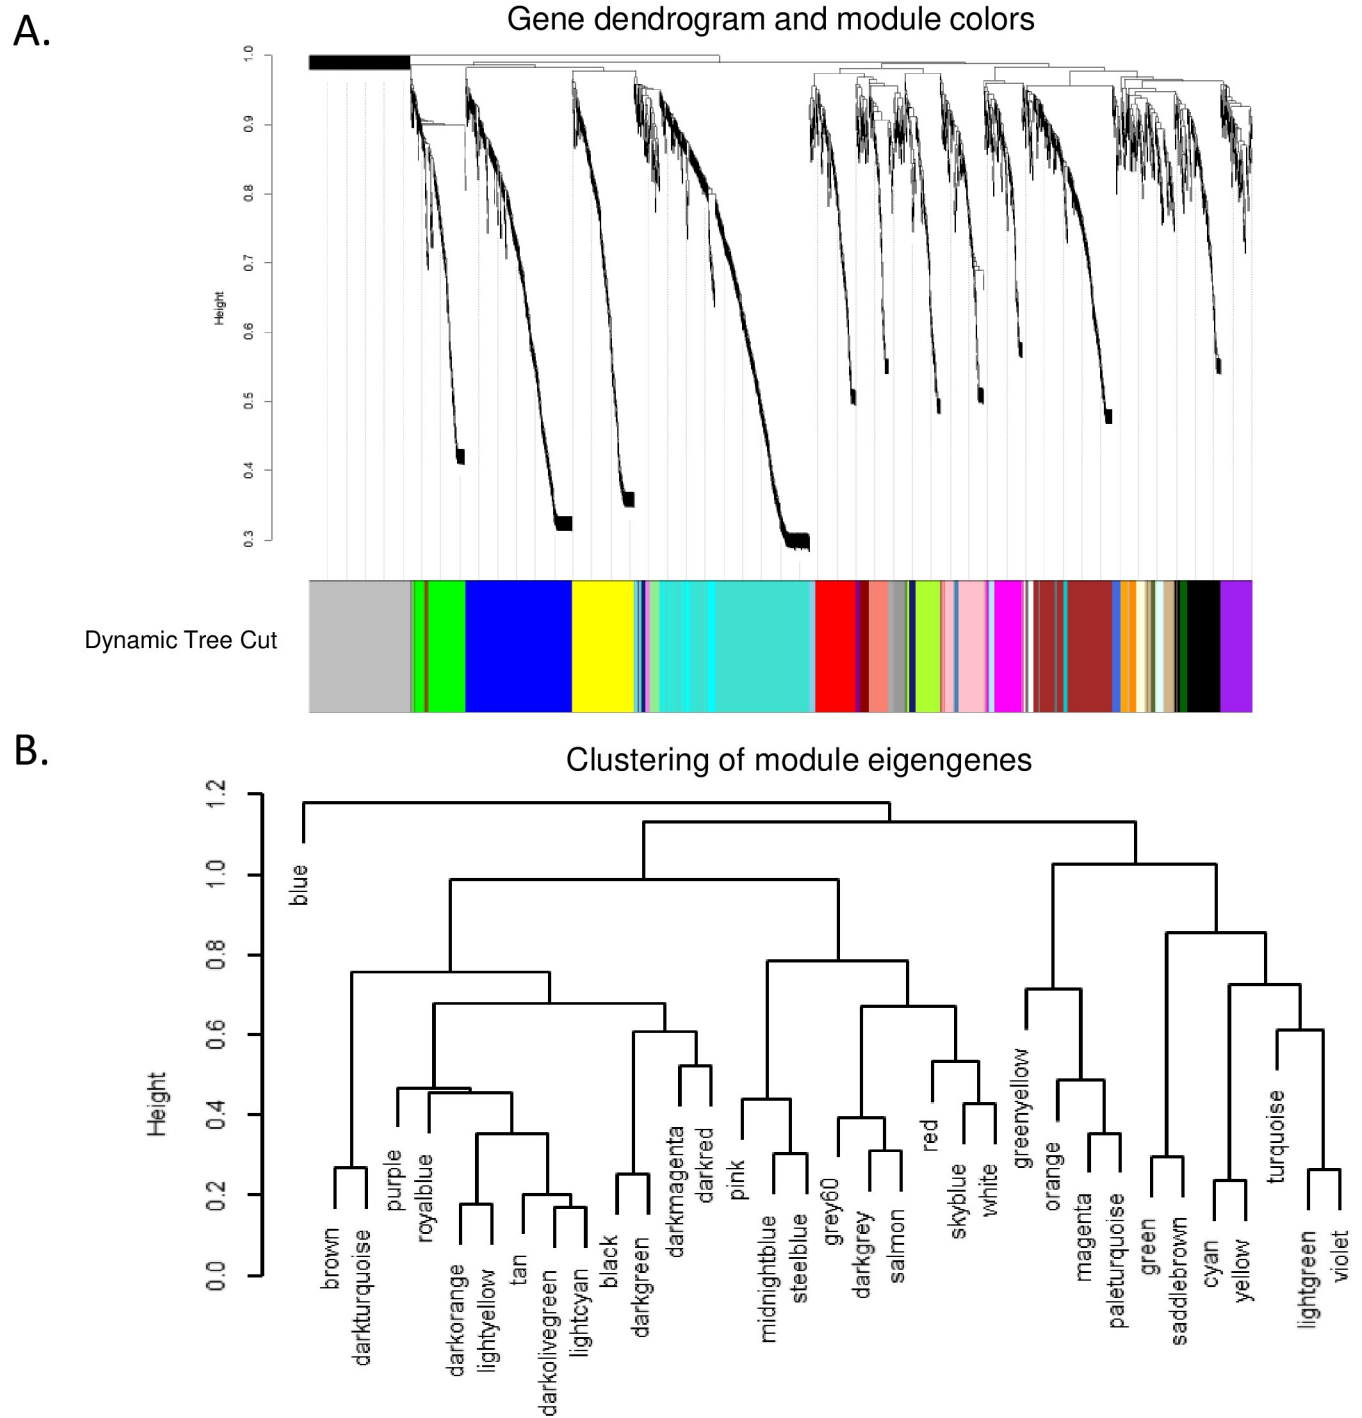 A.
Gene dendrogram and module colors
1.0
0.9
0.8
0.7
0.6
0.5
0.4
0.3
Height
Dynamic Tree Cut
B.
Clustering of module eigengenes
1.2
1.0
0.8
0.6
0.4
0.2
0.0
Height
blue
brown
darkturquoise
purple
royalblue
darkorange
lightyellow
tan
darkolivegreen
lightcyan
black
darkgreen
darkmagenta
darkred
pink
midnightblue
steelblue
grey60
darkgrey
salmon
red
skyblue
white
greenyellow
orange
magenta
paleturquoise
green
saddlebrown
cyan
yellow
turquoise
lightgreen
violet